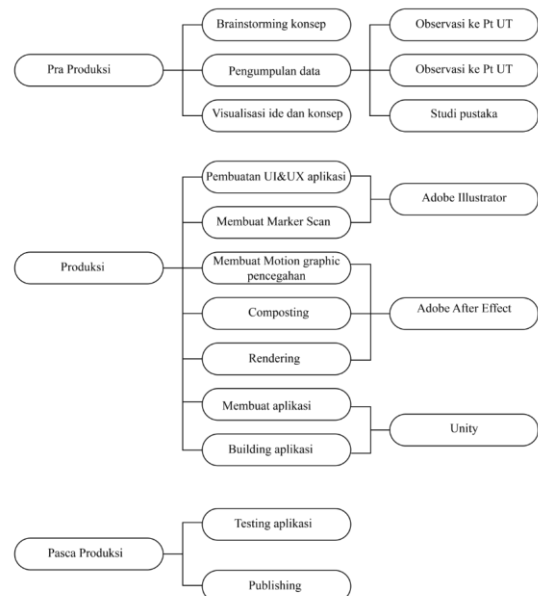 Brainstorming konsep
Observasi ke Pt UT
Pra Produksi
Pengumpulan data
Observasi ke Pt UT
Visualisasi ide dan konsep
Studi pustaka
Pembuatan UI&UX aplikasi
Adobe Illustrator
Membuat Marker Scan
Produksi
Membuat Motion graphic
pencegahan
Composting
Adobe After Effect
Rendering
Membuat aplikasi
Unity
Building aplikasi
Testing aplikasi
Pasca Produksi
Publishing